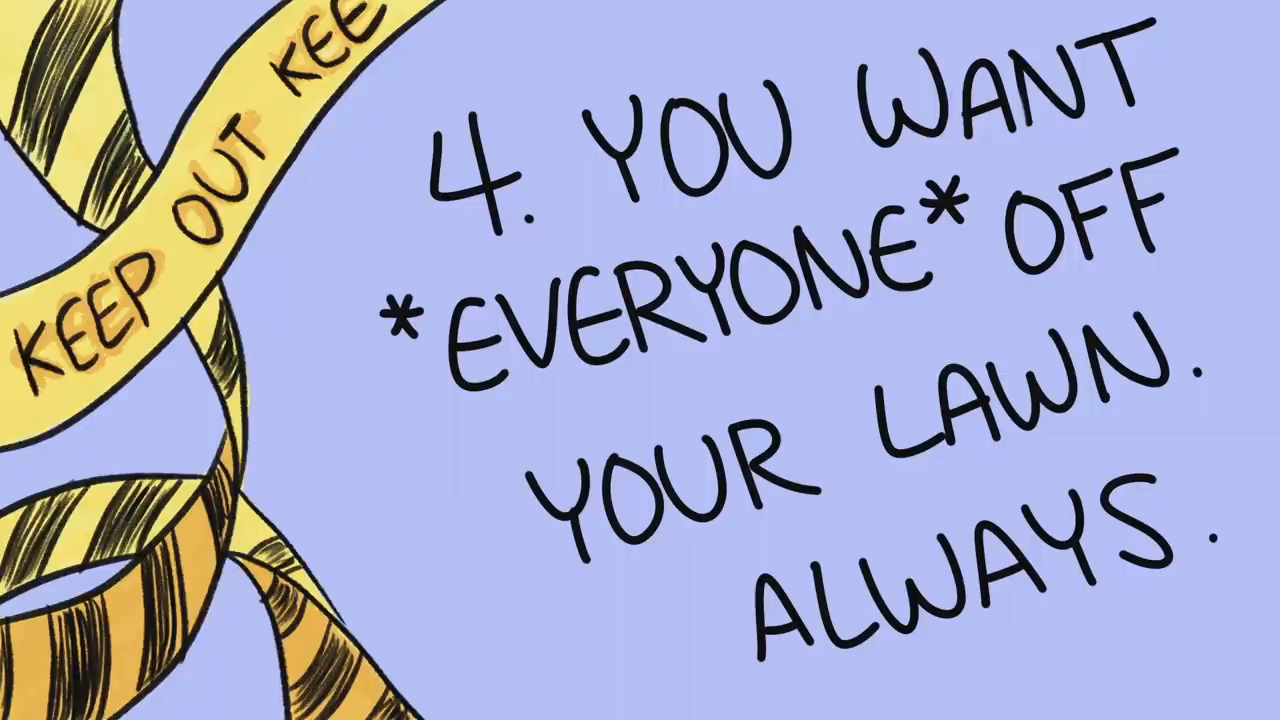 KEEP OUT KEE
4. YOU WANT
*EVERYONE* OFF
YOUR LAWN.
ALWAYS.